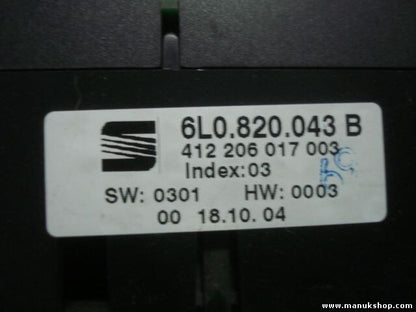 6L0.820.043 B
412 206 017 003
Index:03
SW: 0301 HW: 0003
00 18.10. 04
www.manukshop.com